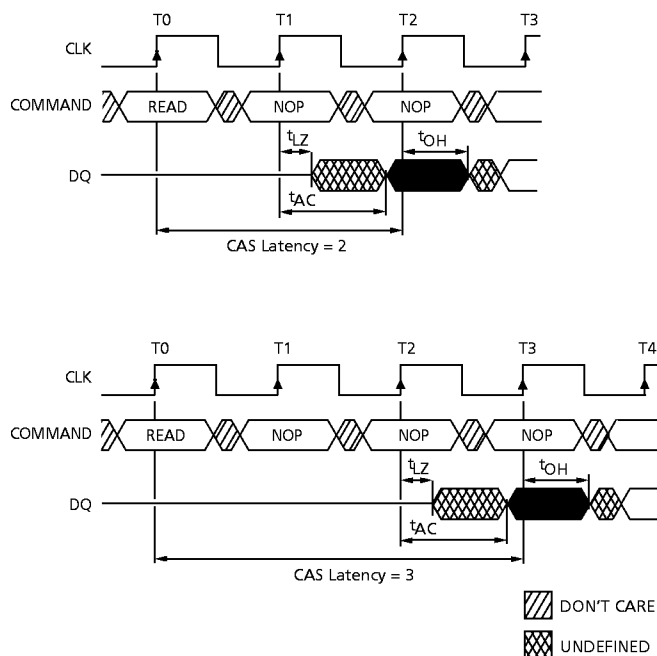 T0 T1 T2 T3
CLK
COMMAND READ NOP NOP
tLZ tOH
DQ
tAC
CAS Latency = 2
T0 T1 T2 T3 T4
CLK
COMMAND READ NOP NOP NOP
tLZ tOH
DQ
tAC
CAS Latency = 3
DON'T CARE
UNDEFINED